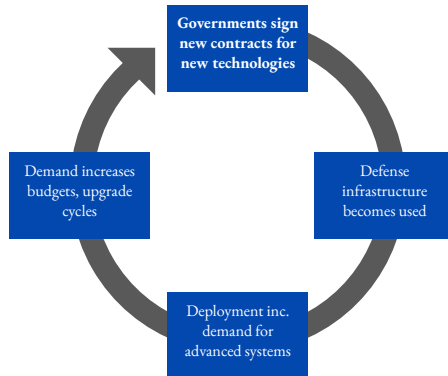 Governments sign
new contracts for
new technologies
Defense
infrastructure
becomes used
Deployment inc.
demand for
advanced systems
Demand increases
budgets, upgrade
cycles